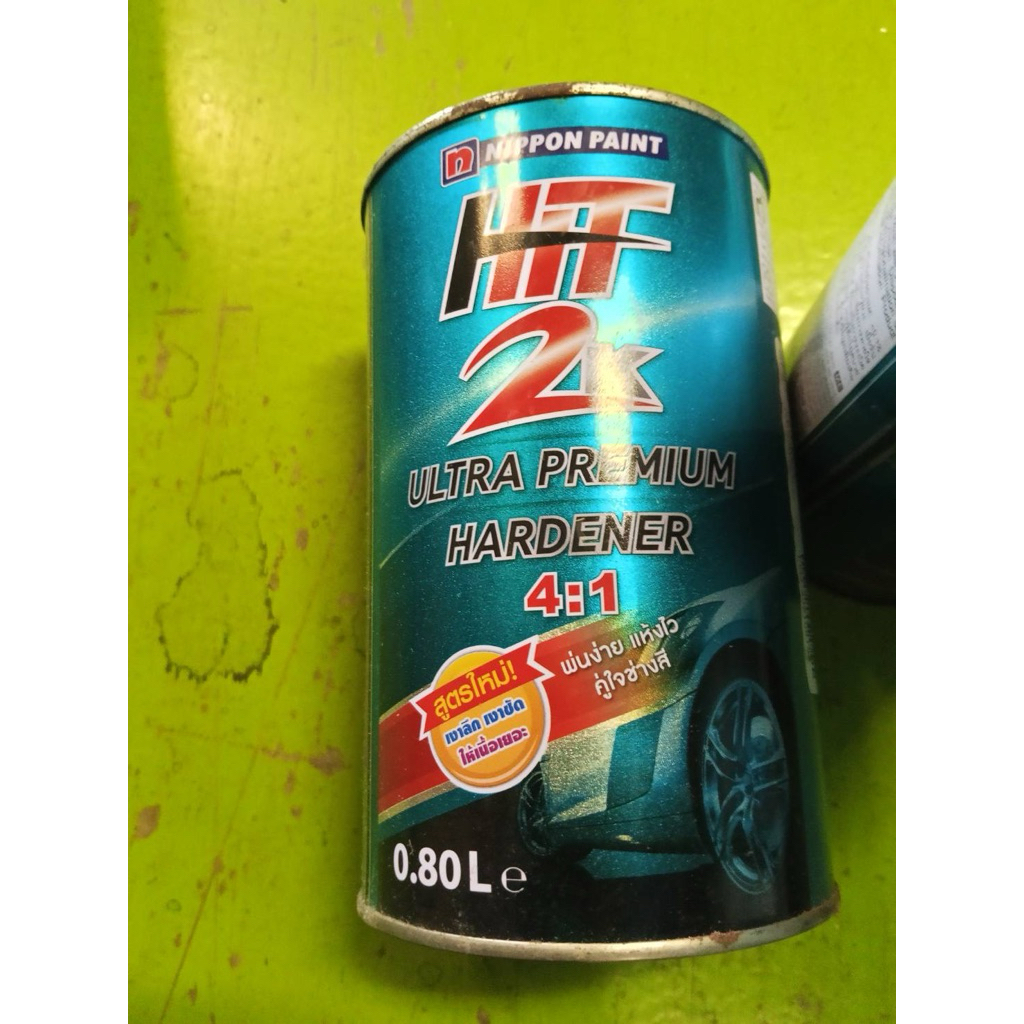 n NIPPON PAINT
HIT
2K
ULTRA PREMIUM
HARDENER
4:1
พ่นง่าย แห้งไว
คู่ใจช่างสี
สูตรใหม่!
เงาลึก เงาชัด
ให้เนื้อเยอะ
0.80L e